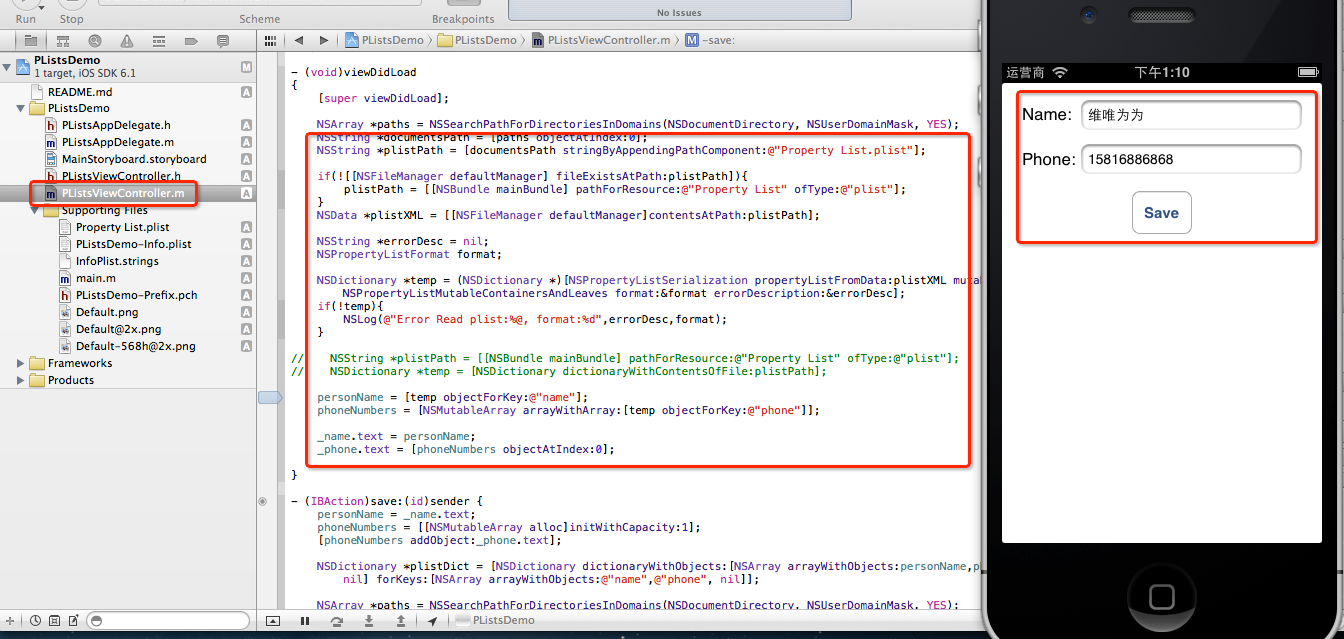 Run Stop Scheme Breakpoints No Issues
PListsDemo PListsDemo PListsViewController.m M -save:
PListsDemo M
1 target, iOS SDK 6.1
README.md A
PListsDemo
h PListsAppDelegate.h A
m PListsAppDelegate.m A
MainStoryboard.storyboard A
h PListsViewController.h A
m PListsViewController.m A
Supporting Files
Property List.plist A
PListsDemo-Info.plist A
InfoPlist.strings A
m main.m A
h PListsDemo-Prefix.pch A
Default.png A
Default@2x.png A
Default-568h@2x.png A
Frameworks
Products
- (void)viewDidLoad
{
[super viewDidLoad];
NSArray *paths = NSSearchPathForDirectoriesInDomains(NSDocumentDirectory, NSUserDomainMask, YES);
NSString *documentsPath = [paths objectAtIndex:0];
NSString *plistPath = [documentsPath stringByAppendingPathComponent:@"Property List.plist"];
if(![[NSFileManager defaultManager] fileExistsAtPath:plistPath]){
plistPath = [[NSBundle mainBundle] pathForResource:@"Property List" ofType:@"plist"];
}
NSData *plistXML = [[NSFileManager defaultManager]contentsAtPath:plistPath];
NSString *errorDesc = nil;
NSPropertyListFormat format;
NSDictionary *temp = (NSDictionary *)[NSPropertyListSerialization propertyListFromData:plistXML muta
NSPropertyListMutableContainersAndLeaves format:&format errorDescription:&errorDesc];
if(!temp){
NSLog(@"Error Read plist:%@, format:%d",errorDesc,format);
}
// NSString *plistPath = [[NSBundle mainBundle] pathForResource:@"Property List" ofType:@"plist"];
// NSDictionary *temp = [NSDictionary dictionaryWithContentsOfFile:plistPath];
personName = [temp objectForKey:@"name"];
phoneNumbers = [NSMutableArray arrayWithArray:[temp objectForKey:@"phone"]];
_name.text = personName;
_phone.text = [phoneNumbers objectAtIndex:0];
}
- (IBAction)save:(id)sender {
personName = _name.text;
phoneNumbers = [[NSMutableArray alloc]initWithCapacity:1];
[phoneNumbers addObject:_phone.text];
NSDictionary *plistDict = [NSDictionary dictionaryWithObjects:[NSArray arrayWithObjects:personName,p
nil] forKeys:[NSArray arrayWithObjects:@"name",@"phone", nil]];
NSArray *paths = NSSearchPathForDirectoriesInDomains(NSDocumentDirectory, NSUserDomainMask, YES);
PListsDemo
运营商 下午1:10
Name: 维唯为为
Phone: 15816886868
Save